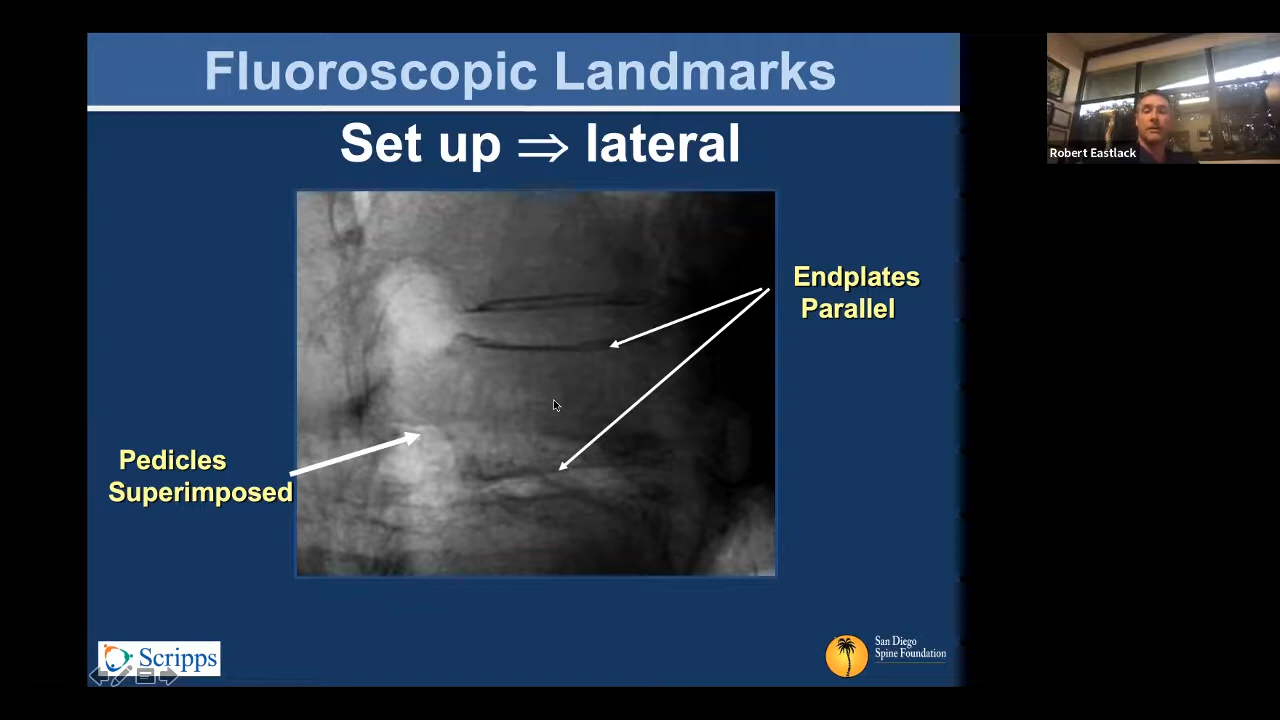 Fluoroscopic Landmarks
Set up ⇒ lateral
Robert Eastlack
Endplates
Parallel
Pedicles
Superimposed
Scripps
San Diego
Spine Foundation